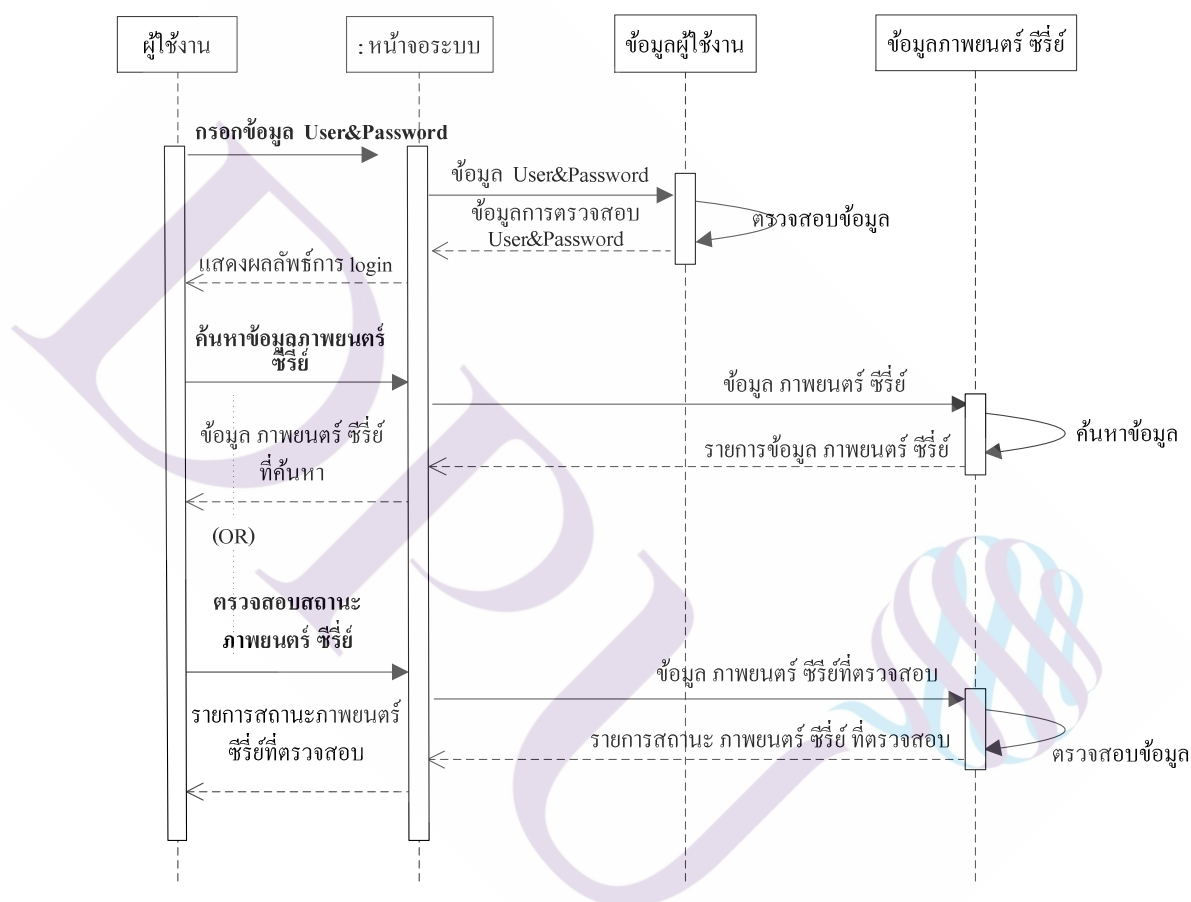 ผู้ใช้งาน
: หน้าจอระบบ
ข้อมูลผู้ใช้งาน
ข้อมูลภาพยนตร์ ซีรี่ย์
กรอกข้อมูล User&Password
ข้อมูล User&Password
ข้อมูลการตรวจสอบ
User&Password
ตรวจสอบข้อมูล
แสดงผลลัพธ์การ login
ค้นหาข้อมูลภาพยนตร์
ซีรี่ย์
ข้อมูล ภาพยนตร์ ซีรี่ย์
ข้อมูล ภาพยนตร์ ซีรี่ย์
ที่ค้นหา
รายการข้อมูล ภาพยนตร์ ซีรี่ย์
ค้นหาข้อมูล
(OR)
ตรวจสอบสถานะ
ภาพยนตร์ ซีรี่ย์
ข้อมูล ภาพยนตร์ ซีรีย์ที่ตรวจสอบ
รายการสถานะภาพยนตร์
ซีรี่ย์ที่ตรวจสอบ
รายการสถานะ ภาพยนตร์ ซีรี่ย์ ที่ตรวจสอบ
ตรวจสอบข้อมูล
DPU